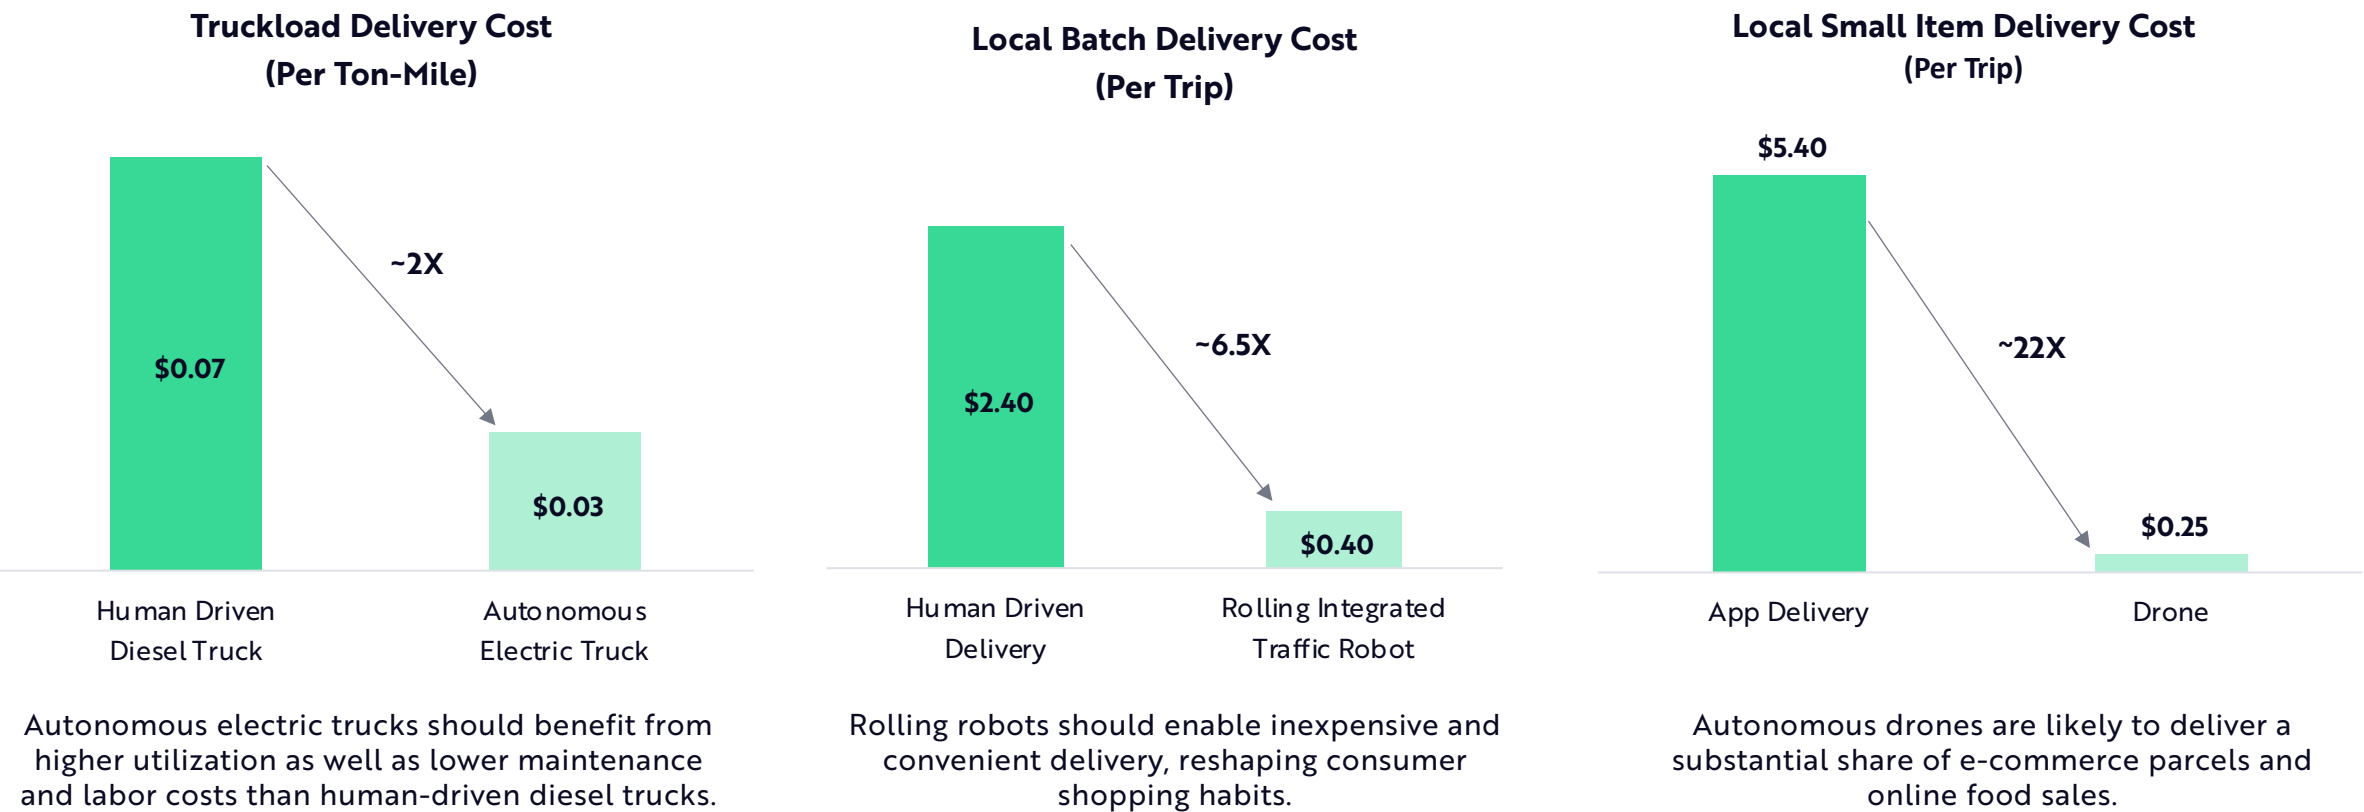 Truckload Delivery Cost
(Per Ton-Mile)
~2X
$0.07
$0.03
Human Driven
Diesel Truck
Autonomous
Electric Truck
Autonomous electric trucks should benefit from
higher utilization as well as lower maintenance
and labor costs than human-driven diesel trucks.
Local Batch Delivery Cost
(Per Trip)
~6.5X
$2.40
$0.40
Human Driven
Delivery
Rolling Integrated
Traffic Robot
Rolling robots should enable inexpensive and
convenient delivery, reshaping consumer
shopping habits.
Local Small Item Delivery Cost
(Per Trip)
$5.40
~22X
$0.25
App Delivery
Drone
Autonomous drones are likely to deliver a
substantial share of e-commerce parcels and
online food sales.